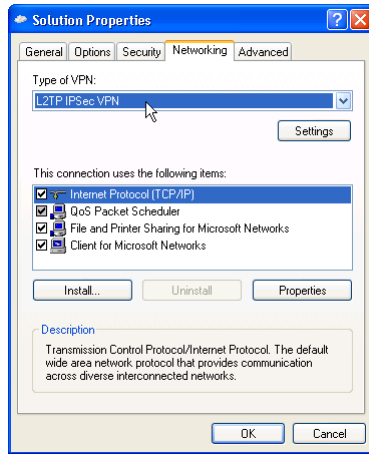 Solution Properties
General Options Security Networking Advanced
Type of VPN:
L2TP IPSec VPN
Settings
This connection uses the following items:
Internet Protocol (TCP/IP)
QoS Packet Scheduler
File and Printer Sharing for Microsoft Networks
Client for Microsoft Networks
Install... Uninstall Properties
Description
Transmission Control Protocol/Internet Protocol. The default
wide area network protocol that provides communication
across diverse interconnected networks.
OK Cancel